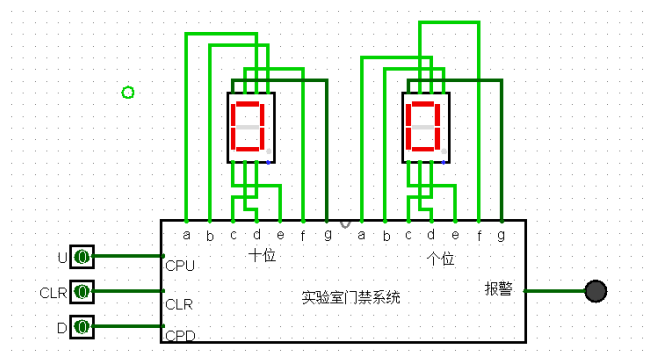 a b c d e f g a b c d e f g
十位 个位
U 0 CPU
CLR 0 CLR
D 0 CPD
实验室门禁系统
报警